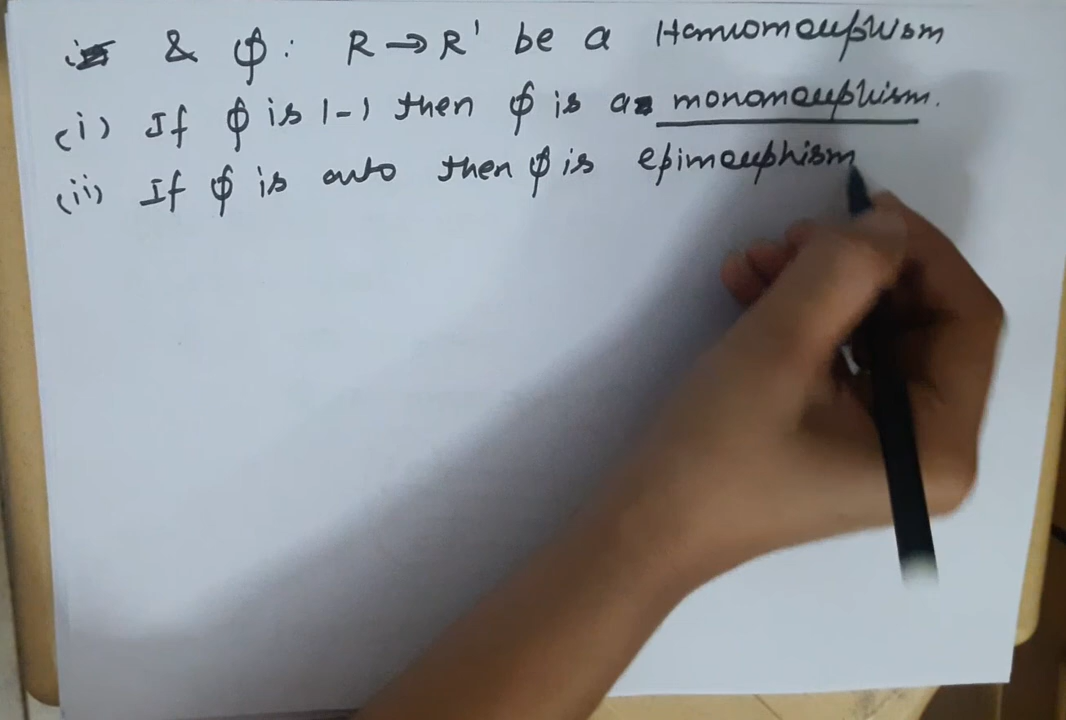 & φ: R → R' be a Homomorphism
(i) If φ is 1-1 then φ is a monomorphism.
(ii) If φ is onto then φ is epimorphism